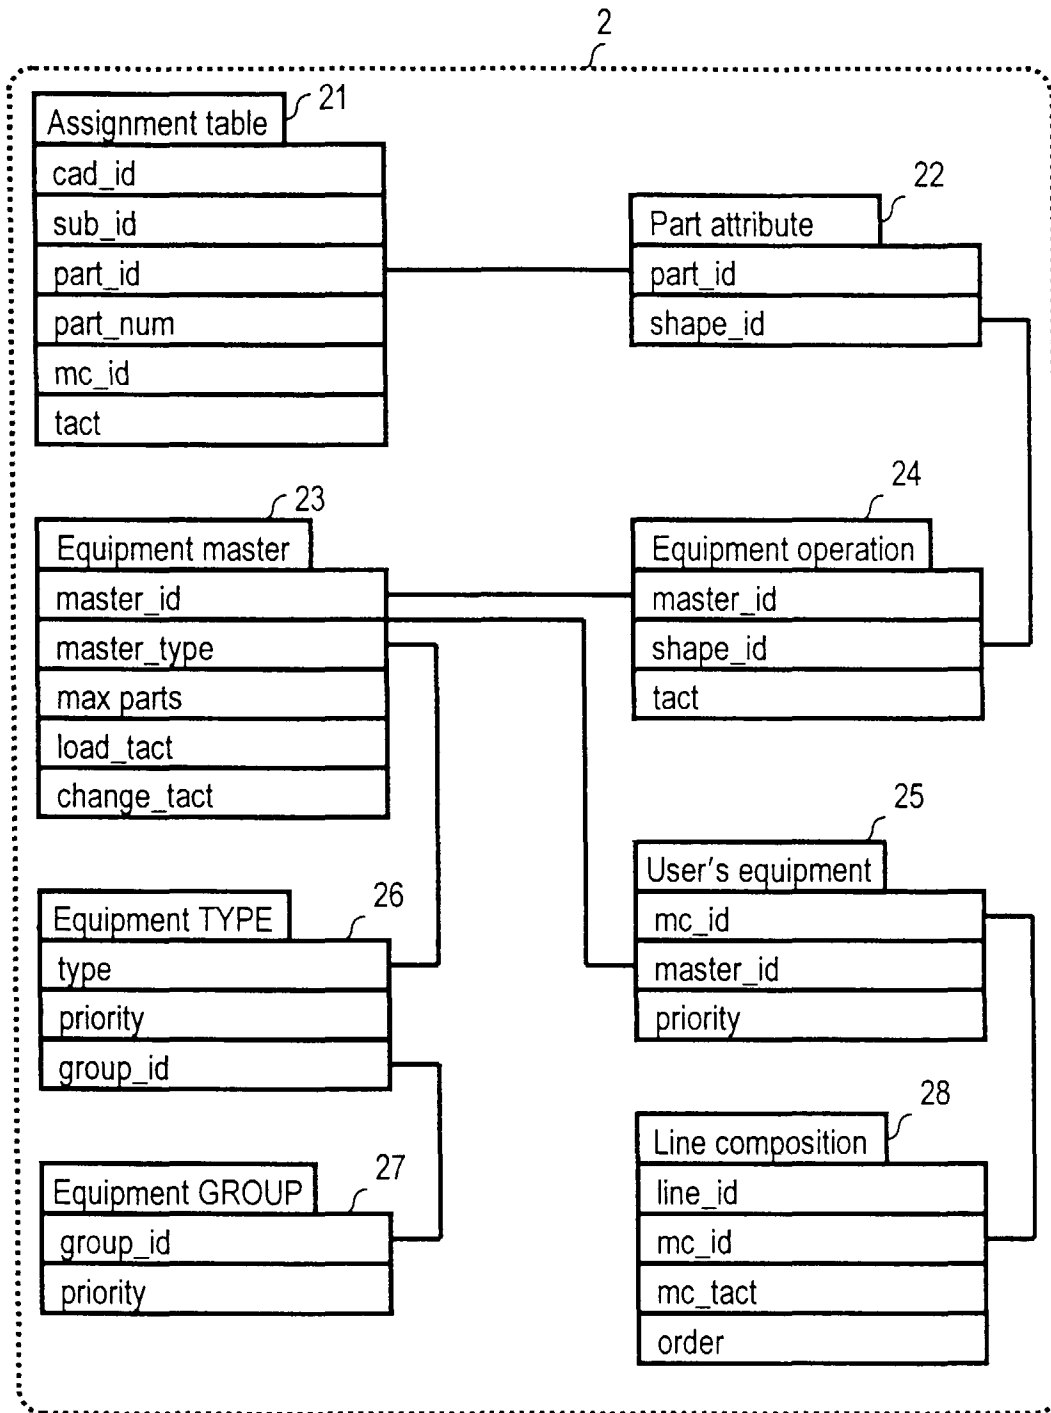 2
21
Assignment table
cad_id
sub_id
part_id
part_num
mc_id
tact
22
Part attribute
part_id
shape_id
23
Equipment master
master_id
master_type
max parts
load_tact
change_tact
24
Equipment operation
master_id
shape_id
tact
25
User's equipment
mc_id
master_id
priority
26
Equipment TYPE
type
priority
group_id
27
Equipment GROUP
group_id
priority
28
Line composition
line_id
mc_id
mc_tact
order